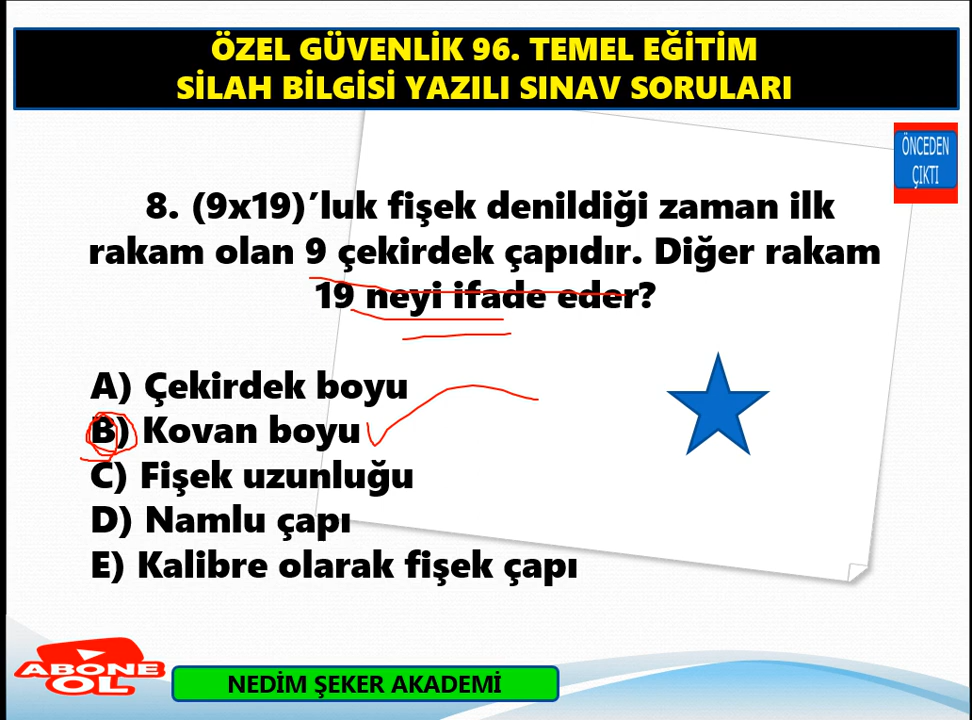 ÖZEL GÜVENLİK 96. TEMEL EĞİTİM
SİLAH BİLGİSİ YAZILI SINAV SORULARI
ÖNCEDEN
ÇIKTI
8. (9x19)’luk fişek denildiği zaman ilk
rakam olan 9 çekirdek çapıdır. Diğer rakam
19 neyi ifade eder?
A) Çekirdek boyu
B) Kovan boyu
C) Fişek uzunluğu
D) Namlu çapı
E) Kalibre olarak fişek çapı
ABONE
OL
NEDİM ŞEKER AKADEMİ